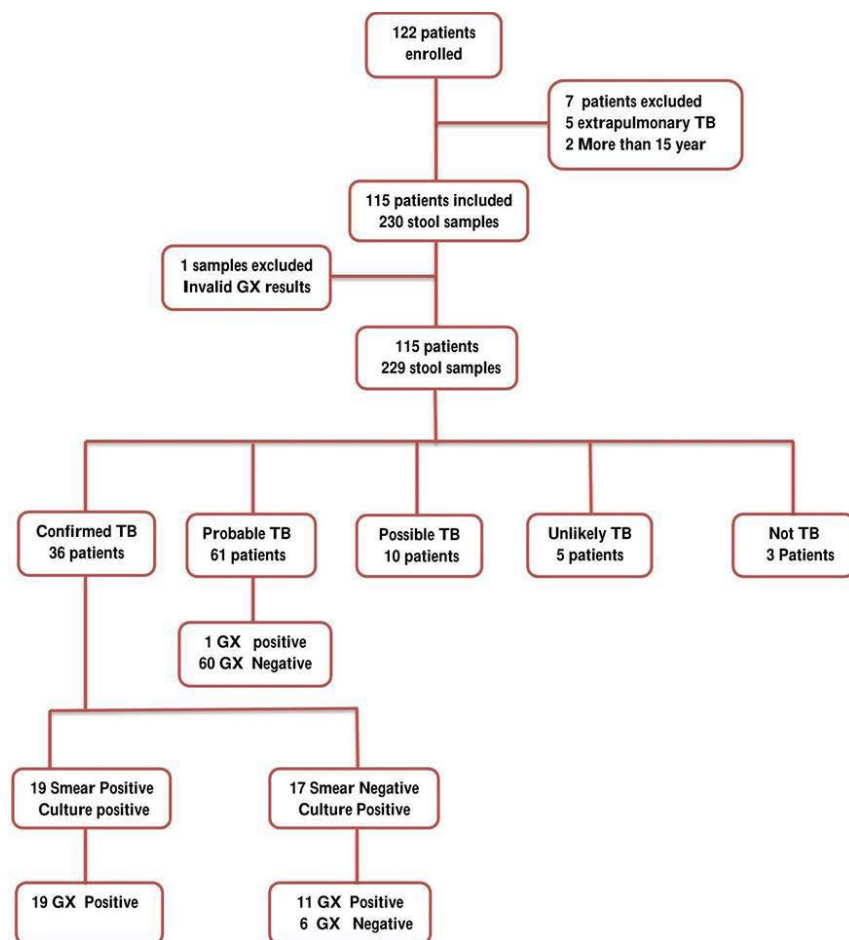 122 patients
enrolled
7 patients excluded
5 extrapulmonary TB
2 More than 15 year
115 patients included
230 stool samples
1 samples excluded
Invalid GX results
115 patients
229 stool samples
Confirmed TB
36 patients
Probable TB
61 patients
Possible TB
10 patients
Unlikely TB
5 patients
Not TB
3 Patients
1 GX positive
60 GX Negative
19 Smear Positive
Culture positive
17 Smear Negative
Culture Positive
19 GX Positive
11 GX Positive
6 GX Negative